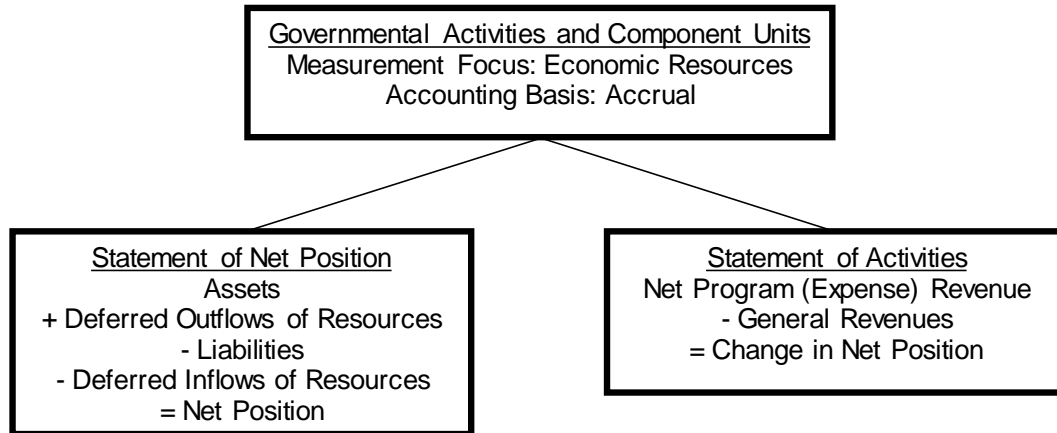 Governmental Activities and Component Units
Measurement Focus: Economic Resources
Accounting Basis: Accrual
Statement of Net Position
Assets
+ Deferred Outflows of Resources
- Liabilities
- Deferred Inflows of Resources
= Net Position
Statement of Activities
Net Program (Expense) Revenue
- General Revenues
= Change in Net Position